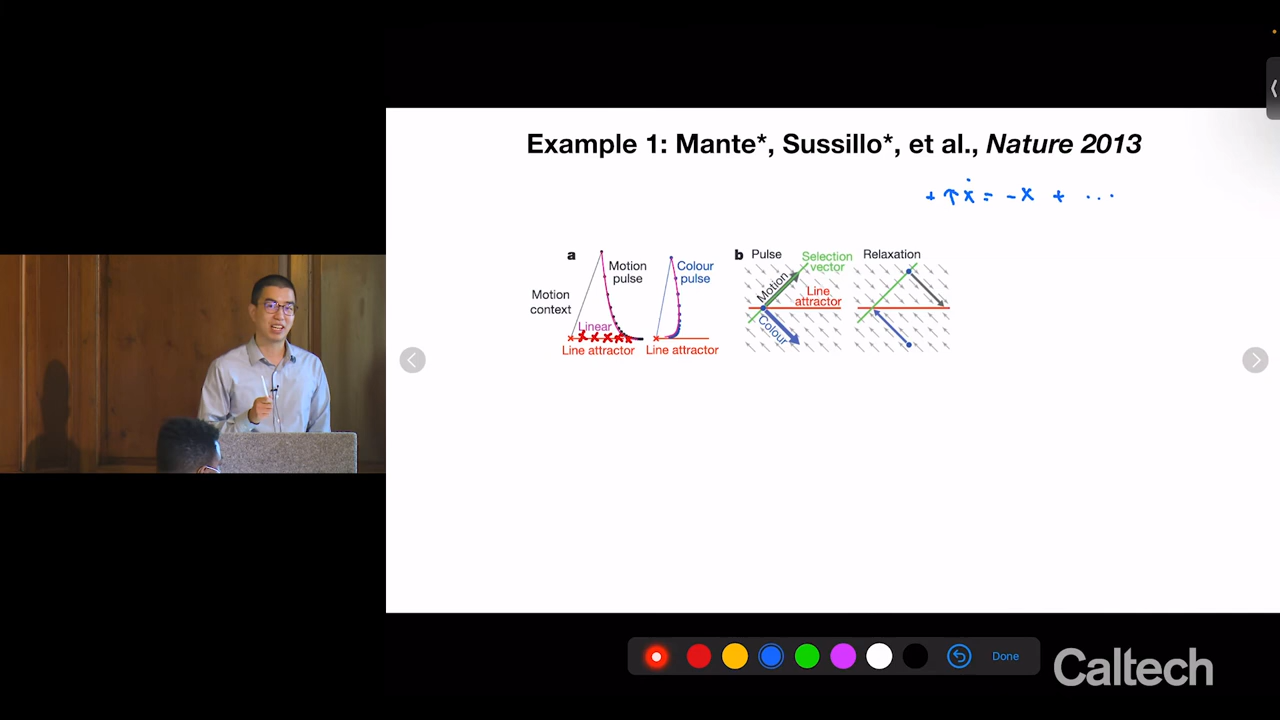 Example 1: Mante*, Sussillo*, et al., Nature 2013
ẋ = -x + ...
a
Motion pulse
Colour pulse
Motion context
Linear
Line attractor
Line attractor
b Pulse
Selection vector
Motion
Line attractor
Colour
Relaxation
Done
Caltech